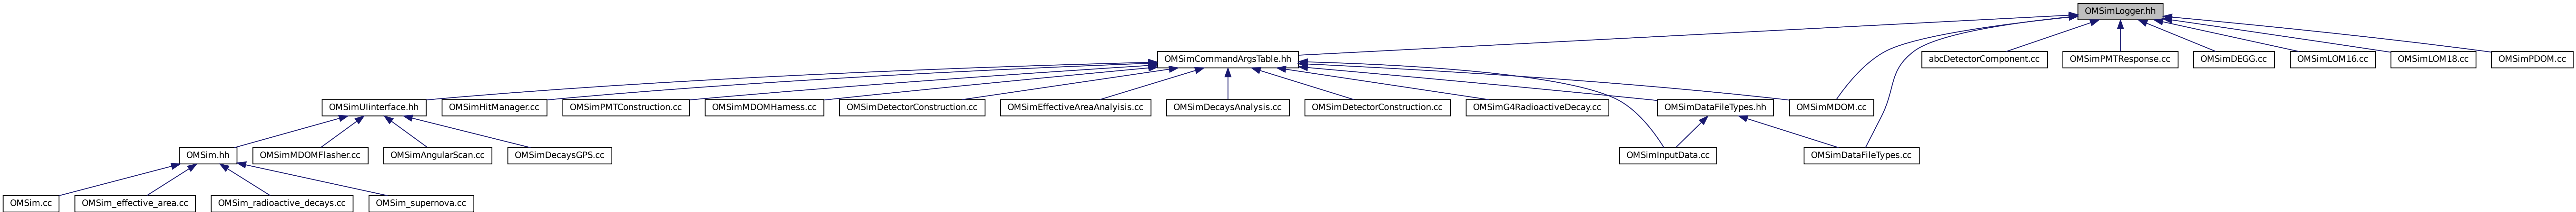 OMSimLogger.hh
OMSimCommandArgsTable.hh
abcDetectorComponent.cc
OMSimPMTResponse.cc
OMSimDEGG.cc
OMSimLOM16.cc
OMSimLOM18.cc
OMSimPDOM.cc
OMSimUIinterface.hh
OMSimHitManager.cc
OMSimPMTConstruction.cc
OMSimMDOMHarness.cc
OMSimDetectorConstruction.cc
OMSimEffectiveAreaAnalyisis.cc
OMSimDecaysAnalysis.cc
OMSimDetectorConstruction.cc
OMSimG4RadioactiveDecay.cc
OMSimDataFileTypes.hh
OMSimMDOM.cc
OMSim.hh
OMSimMDOMFlasher.cc
OMSimAngularScan.cc
OMSimDecaysGPS.cc
OMSimInputData.cc
OMSimDataFileTypes.cc
OMSim.cc
OMSim_effective_area.cc
OMSim_radioactive_decays.cc
OMSim_supernova.cc